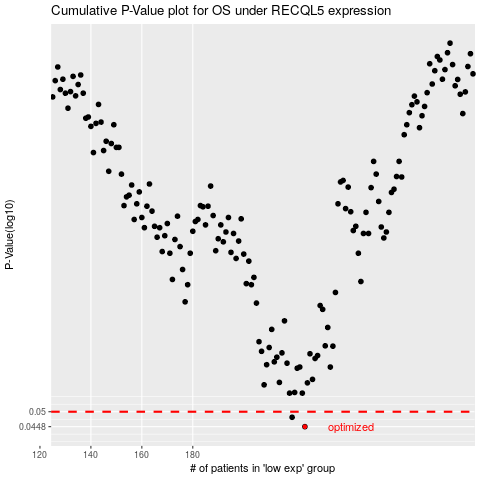 Cumulative P-Value plot for OS under RECQL5 expression
P-Value(log10)
0.05
0.0448
optimized
120 140 160 180
# of patients in 'low exp' group